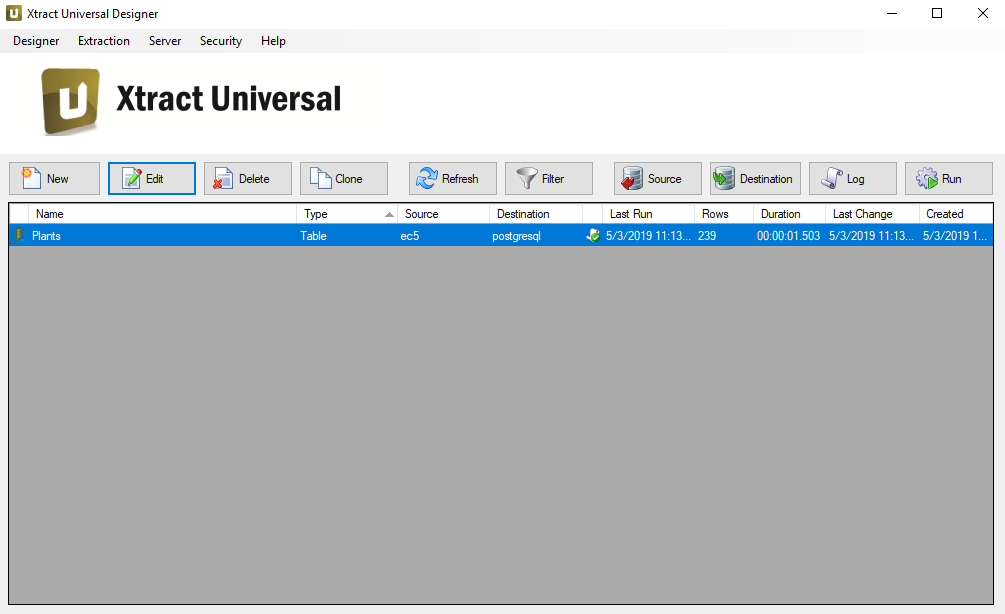 Xtract Universal Designer
Designer Extraction Server Security Help
Xtract Universal
New Edit Delete Clone Refresh Filter Source Destination Log Run
Name Type Source Destination Last Run Rows Duration Last Change Created
Plants Table ec5 postgresql 5/3/2019 11:13... 239 00:00:01.503 5/3/2019 11:13... 5/3/2019 1...